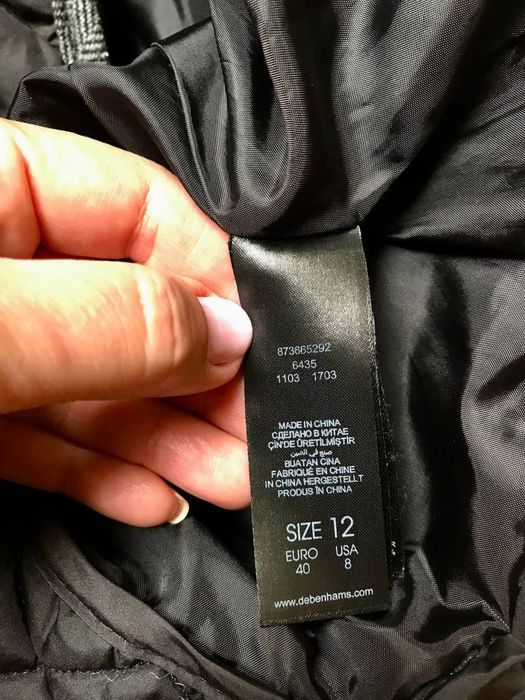 873665292
6435
1103 1703
MADE IN CHINA
СДЕЛАНО В КИТАЕ
ÇİN'DE ÜRETİLMİŞTİR
صنع في الصين
BUATAN CINA
FABRIQUÉ EN CHINE
IN CHINA HERGESTELLT
PRODUS ÎN CHINA
SIZE 12
EURO USA
40 8
www.debenhams.com